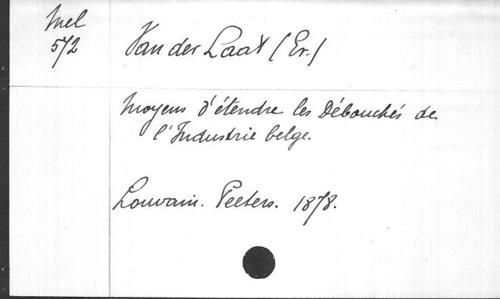 Mel
572
Van der Laat (Er.)
Moyens d'étendre les Débouchés de
l'Industrie belge.
Louvain. Peeters. 1878.